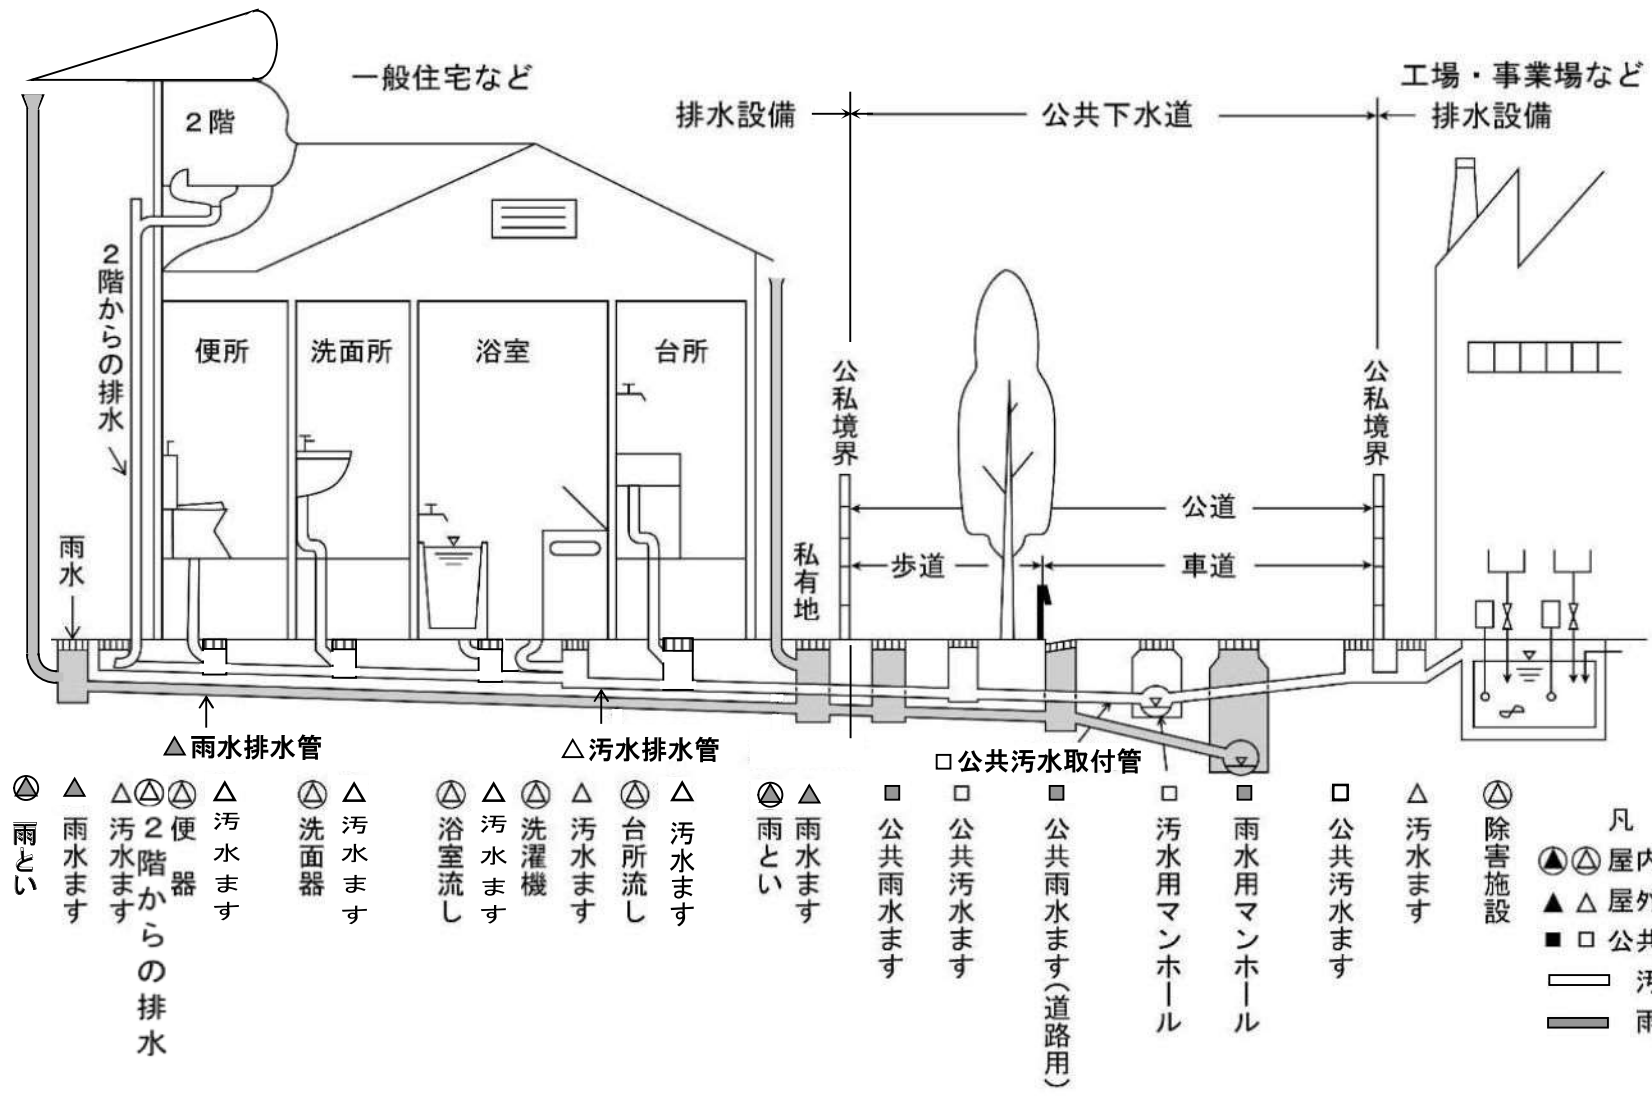 一般住宅など
工場・事業場など
排水設備
公共下水道
排水設備
2階
2階からの排水
便所
洗面所
浴室
台所
公私境界
公私境界
公道
歩道
車道
私有地
雨水
▲雨水排水管
△汚水排水管
□公共汚水取付管
雨とい
雨水ます
汚水ます
2階からの排水
便器
汚水ます
洗面器
汚水ます
浴室流し
汚水ます
洗濯機
汚水ます
台所流し
汚水ます
雨とい
雨水ます
公共雨水ます
公共汚水ます
公共雨水ます(道路用)
汚水用マンホール
雨水用マンホール
公共汚水ます
汚水ます
除害施設
凡
屋内
▲ △ 屋外
■ □ 公共
汚
雨